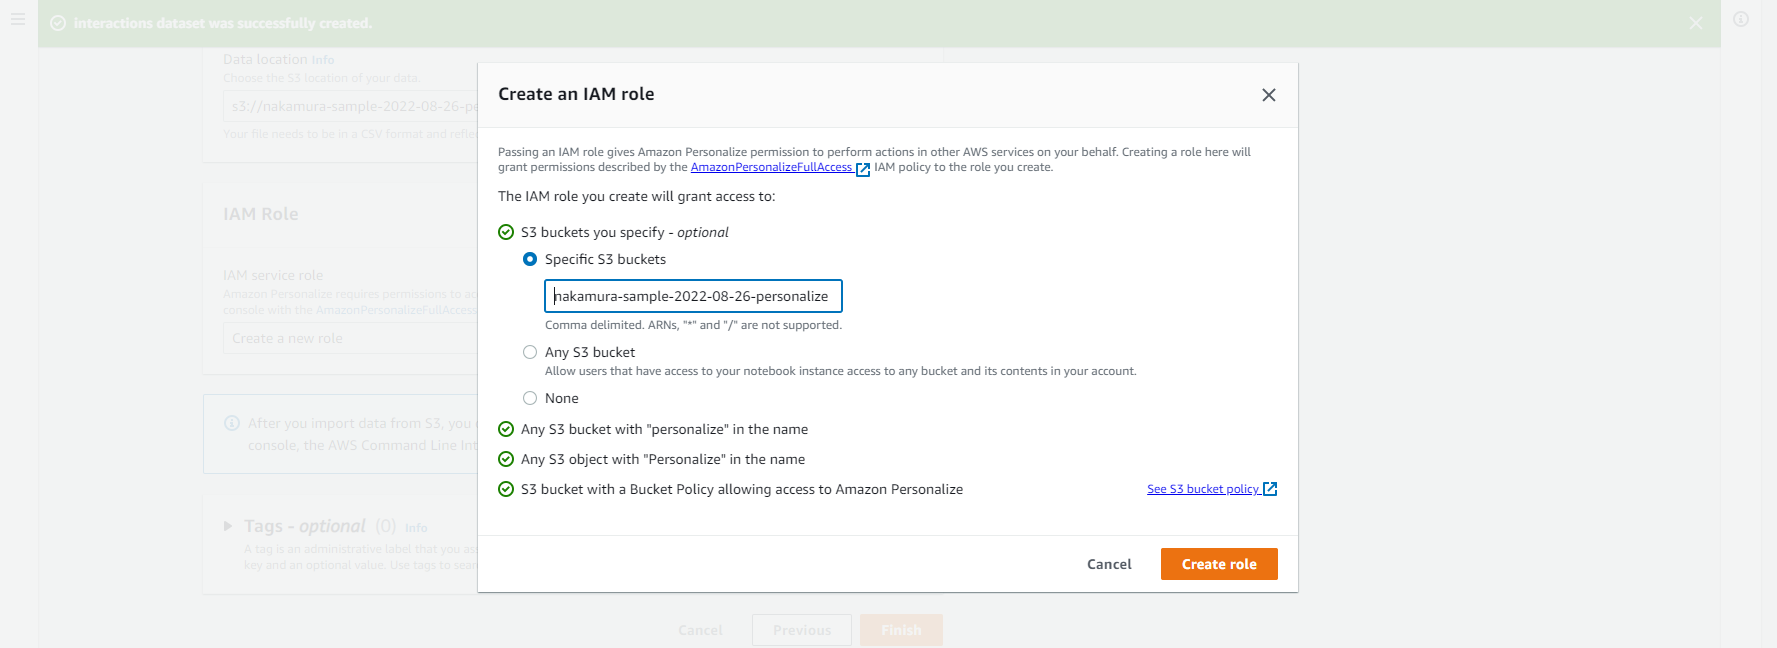 interactions dataset was successfully created.
Data location Info
Choose the S3 location of your data.
s3://nakamura-sample-2022-08-26-pe
Your file needs to be in a CSV format and refle
IAM Role
IAM service role
Amazon Personalize requires permissions to ac
console with the AmazonPersonalizeFullAccess
Create a new role
After you import data from S3, you
console, the AWS Command Line Int
Tags - optional (0) Info
A tag is an administrative label that you as
key and an optional value. Use tags to sear
Cancel
Previous
Finish
Create an IAM role
Passing an IAM role gives Amazon Personalize permission to perform actions in other AWS services on your behalf. Creating a role here will
grant permissions described by the AmazonPersonalizeFullAccess IAM policy to the role you create.
The IAM role you create will grant access to:
S3 buckets you specify - optional
Specific S3 buckets
nakamura-sample-2022-08-26-personalize
Comma delimited. ARNs, "*" and "/" are not supported.
Any S3 bucket
Allow users that have access to your notebook instance access to any bucket and its contents in your account.
None
Any S3 bucket with "personalize" in the name
Any S3 object with "Personalize" in the name
S3 bucket with a Bucket Policy allowing access to Amazon Personalize
See S3 bucket policy
Cancel
Create role